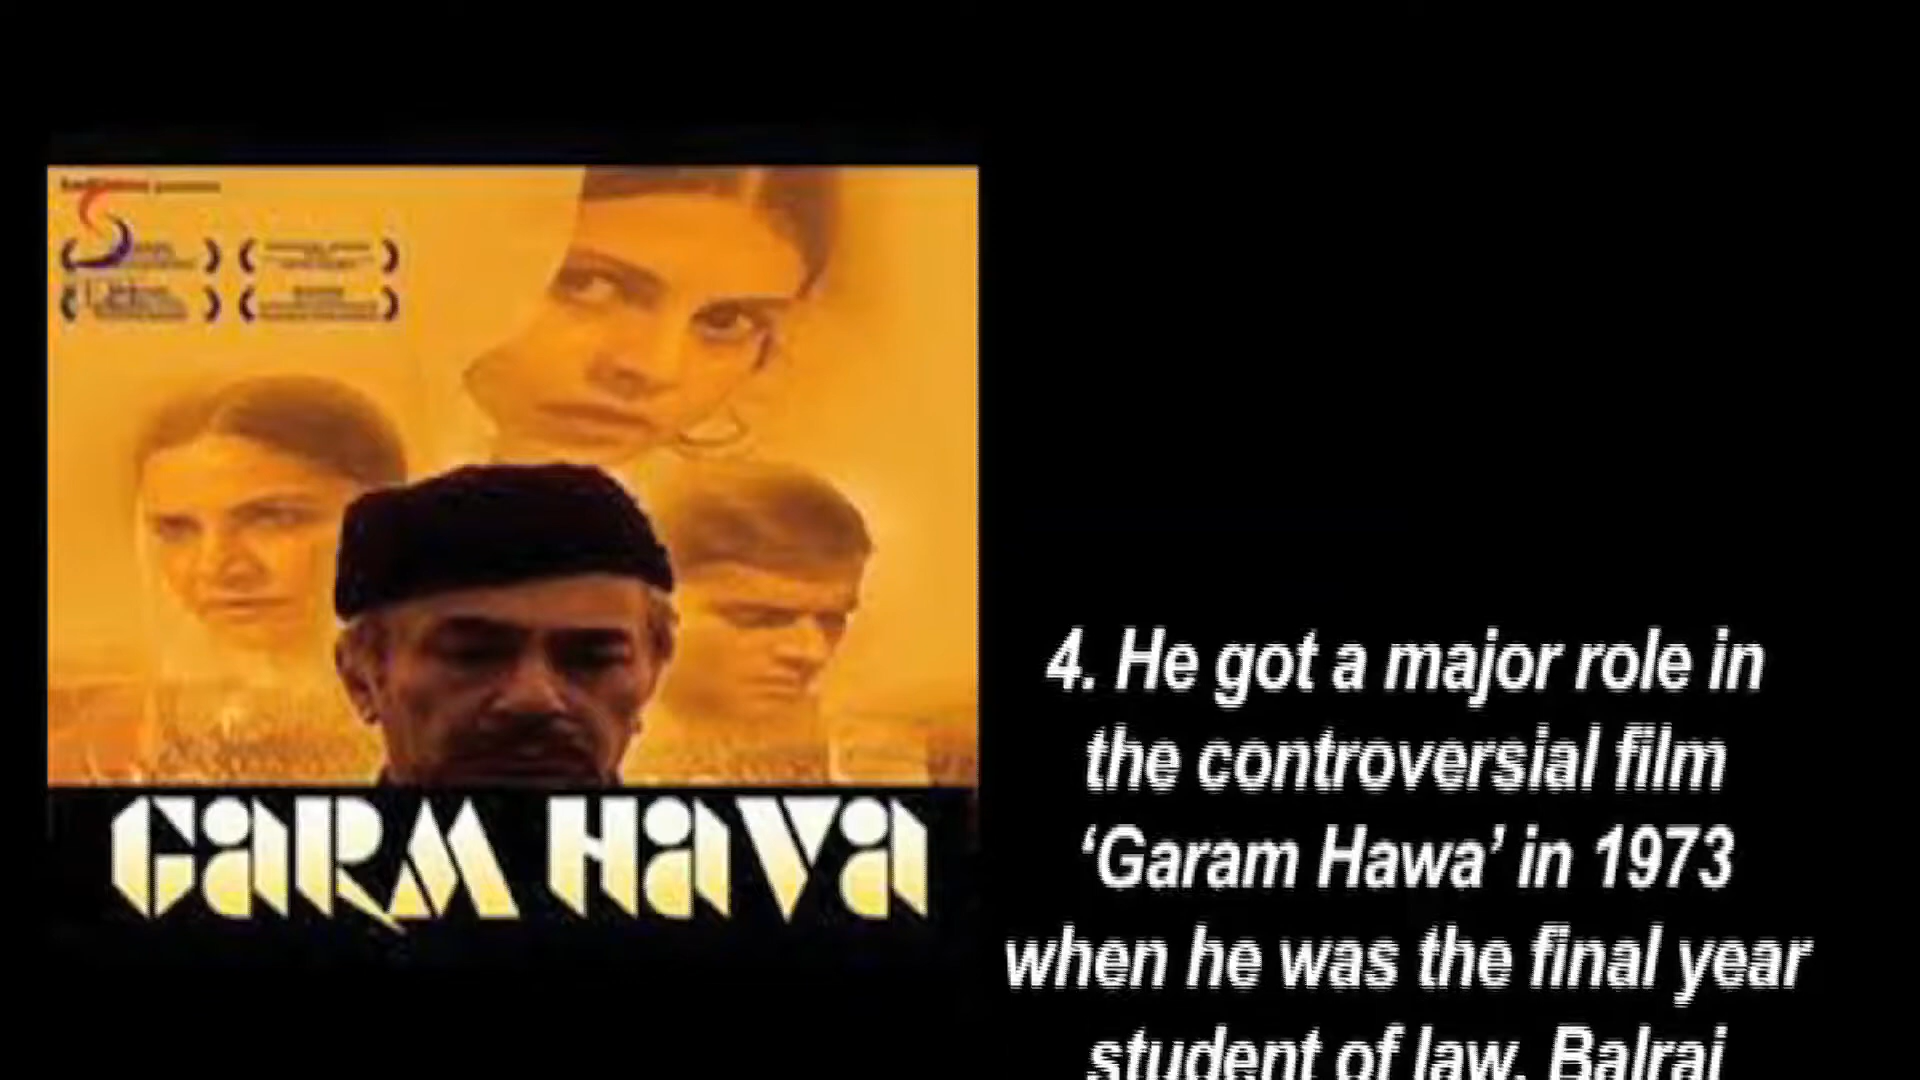 GaRM HaVa
4. He got a major role in
the controversial film
‘Garam Hawa’ in 1973
when he was the final year
student of law. Balraj